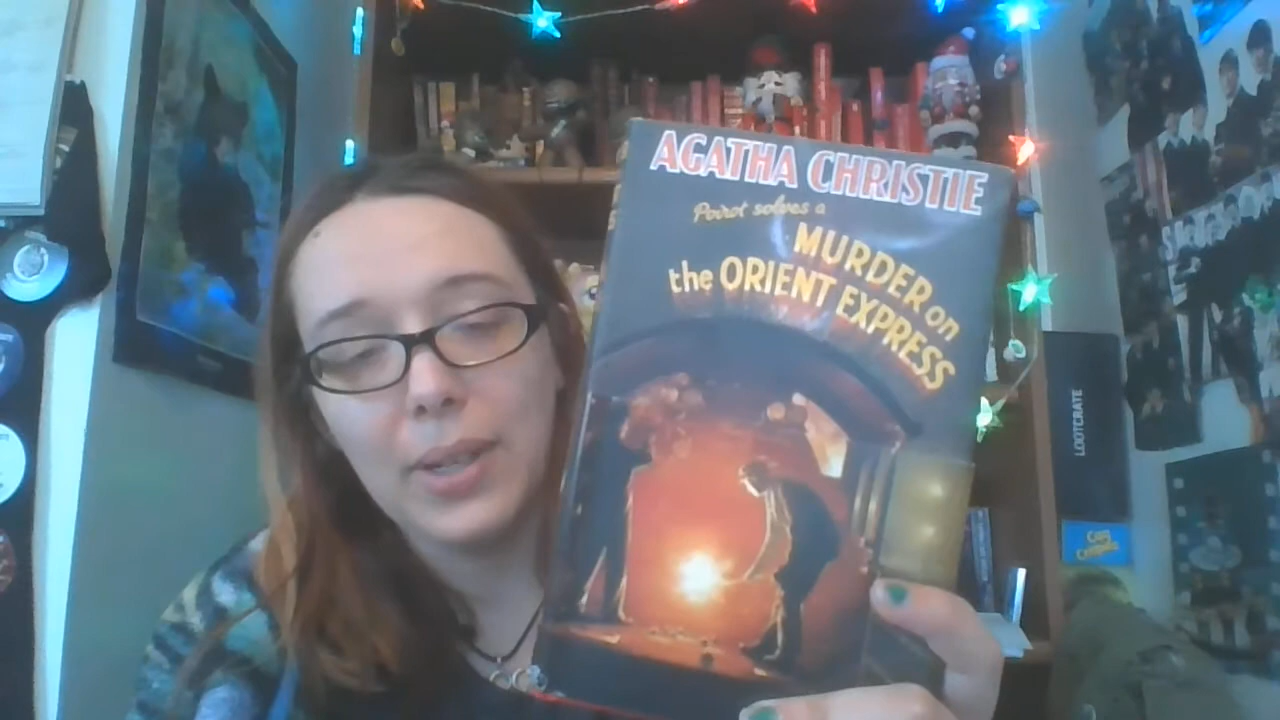 AGATHA CHRISTIE
Poirot solves a
MURDER on
the ORIENT EXPRESS
LOOTCRATE